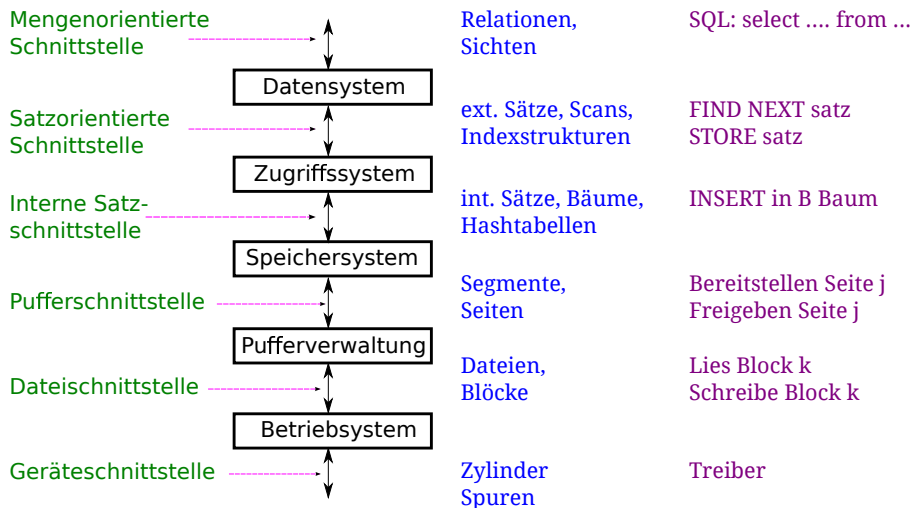 Mengenorientierte
Schnittstelle
Relationen,
Sichten
SQL: select .... from ...
Datensystem
Satzorientierte
Schnittstelle
ext. Sätze, Scans,
Indexstrukturen
FIND NEXT satz
STORE satz
Zugriffssystem
Interne Satz-
schnittstelle
int. Sätze, Bäume,
Hashtabellen
INSERT in B Baum
Speichersystem
Pufferschnittstelle
Segmente,
Seiten
Bereitstellen Seite j
Freigeben Seite j
Pufferverwaltung
Dateischnittstelle
Dateien,
Blöcke
Lies Block k
Schreibe Block k
Betriebsystem
Geräteschnittstelle
Zylinder
Spuren
Treiber